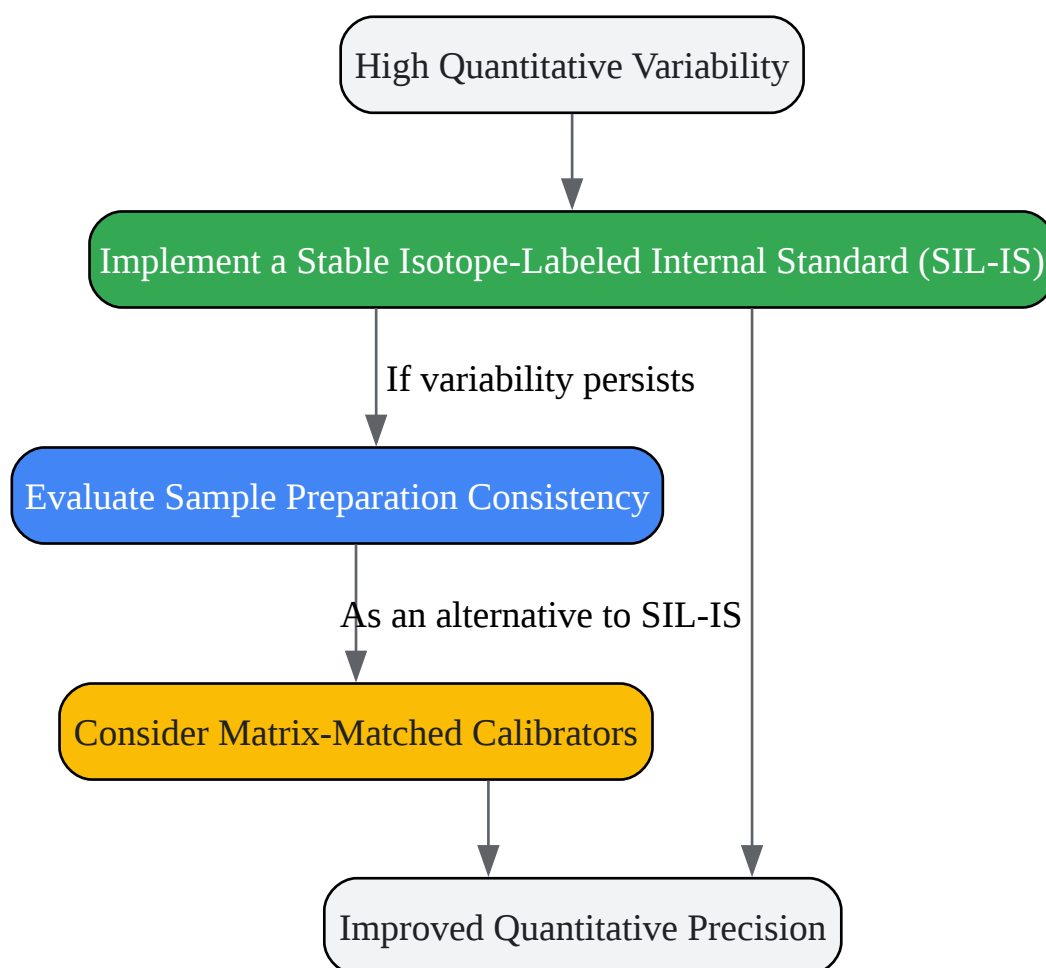 High Quantitative Variability
Implement a Stable Isotope-Labeled Internal Standard (SIL-IS)
If variability persists
Evaluate Sample Preparation Consistency
As an alternative to SIL-IS
Consider Matrix-Matched Calibrators
Improved Quantitative Precision